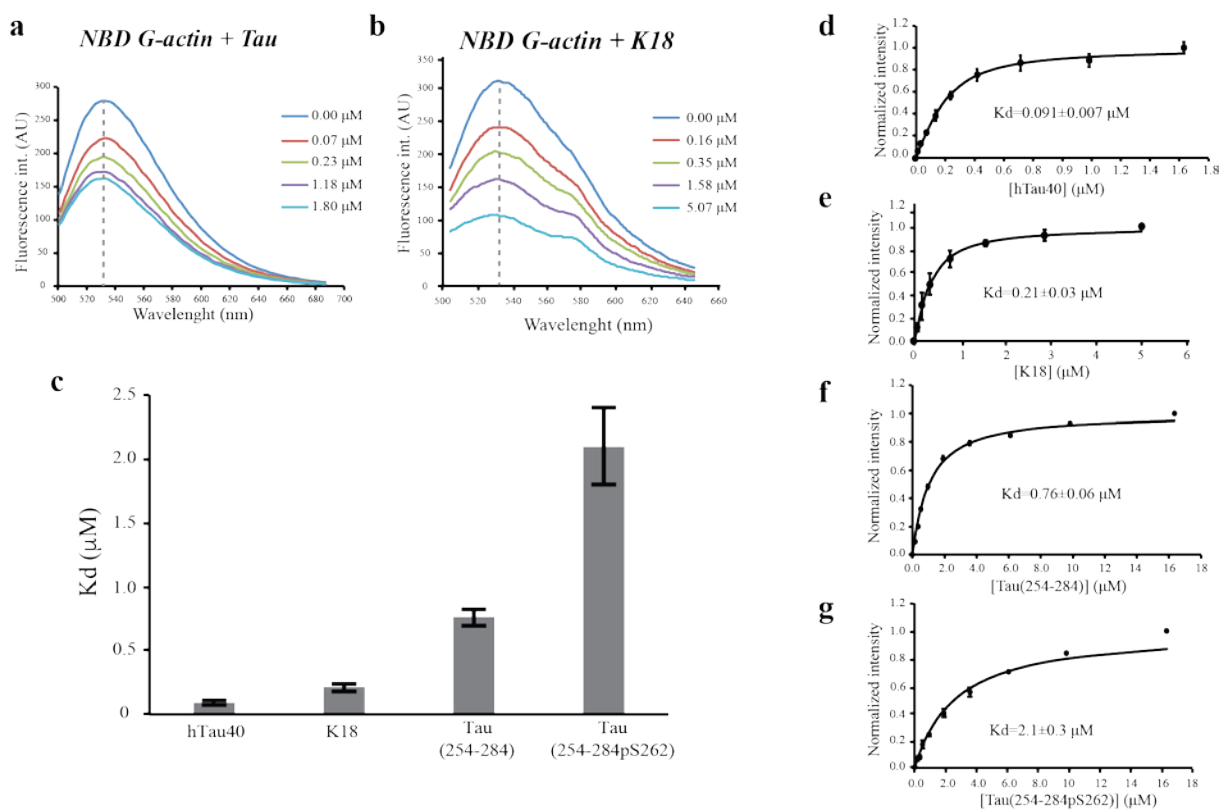 a
NBD G-actin + Tau
Fluorescence int. (AU)
300
250
200
150
100
50
0
500 520 540 560 580 600 620 640 660 680 700
Wavelenght (nm)
0.00 μM
0.07 μM
0.23 μM
1.18 μM
1.80 μM
b
NBD G-actin + K18
Fluorescence int. (AU)
350
300
250
200
150
100
50
0
500 520 540 560 580 600 620 640 660
Wavelenght (nm)
0.00 μM
0.16 μM
0.35 μM
1.58 μM
5.07 μM
c
Kd (μM)
2.5
2.0
1.5
1.0
0.5
0
hTau40 K18 Tau Tau
(254-284) (254-284pS262)
d
Normalized intensity
1.2
1.0
0.8
0.6
0.4
0.2
0.0
Kd=0.091±0.007 μM
0.0 0.2 0.4 0.6 0.8 1.0 1.2 1.4 1.6 1.8
[hTau40] (μM)
e
Normalized intensity
1.2
1.0
0.8
0.6
0.4
0.2
0.0
Kd=0.21±0.03 μM
0 1 2 3 4 5 6
[K18] (μM)
f
Normalized intensity
1.2
1.0
0.8
0.6
0.4
0.2
0.0
Kd=0.76±0.06 μM
0.0 2.0 4.0 6.0 8.0 10 12 14 16
[Tau(254-284)] (μM)
g
Normalized intensity
1.2
1.0
0.8
0.6
0.4
0.2
0.0
Kd=2.1±0.3 μM
0.0 2.0 4.0 6.0 8.0 10 12 14 16 18
[Tau(254-284pS262)] (μM)